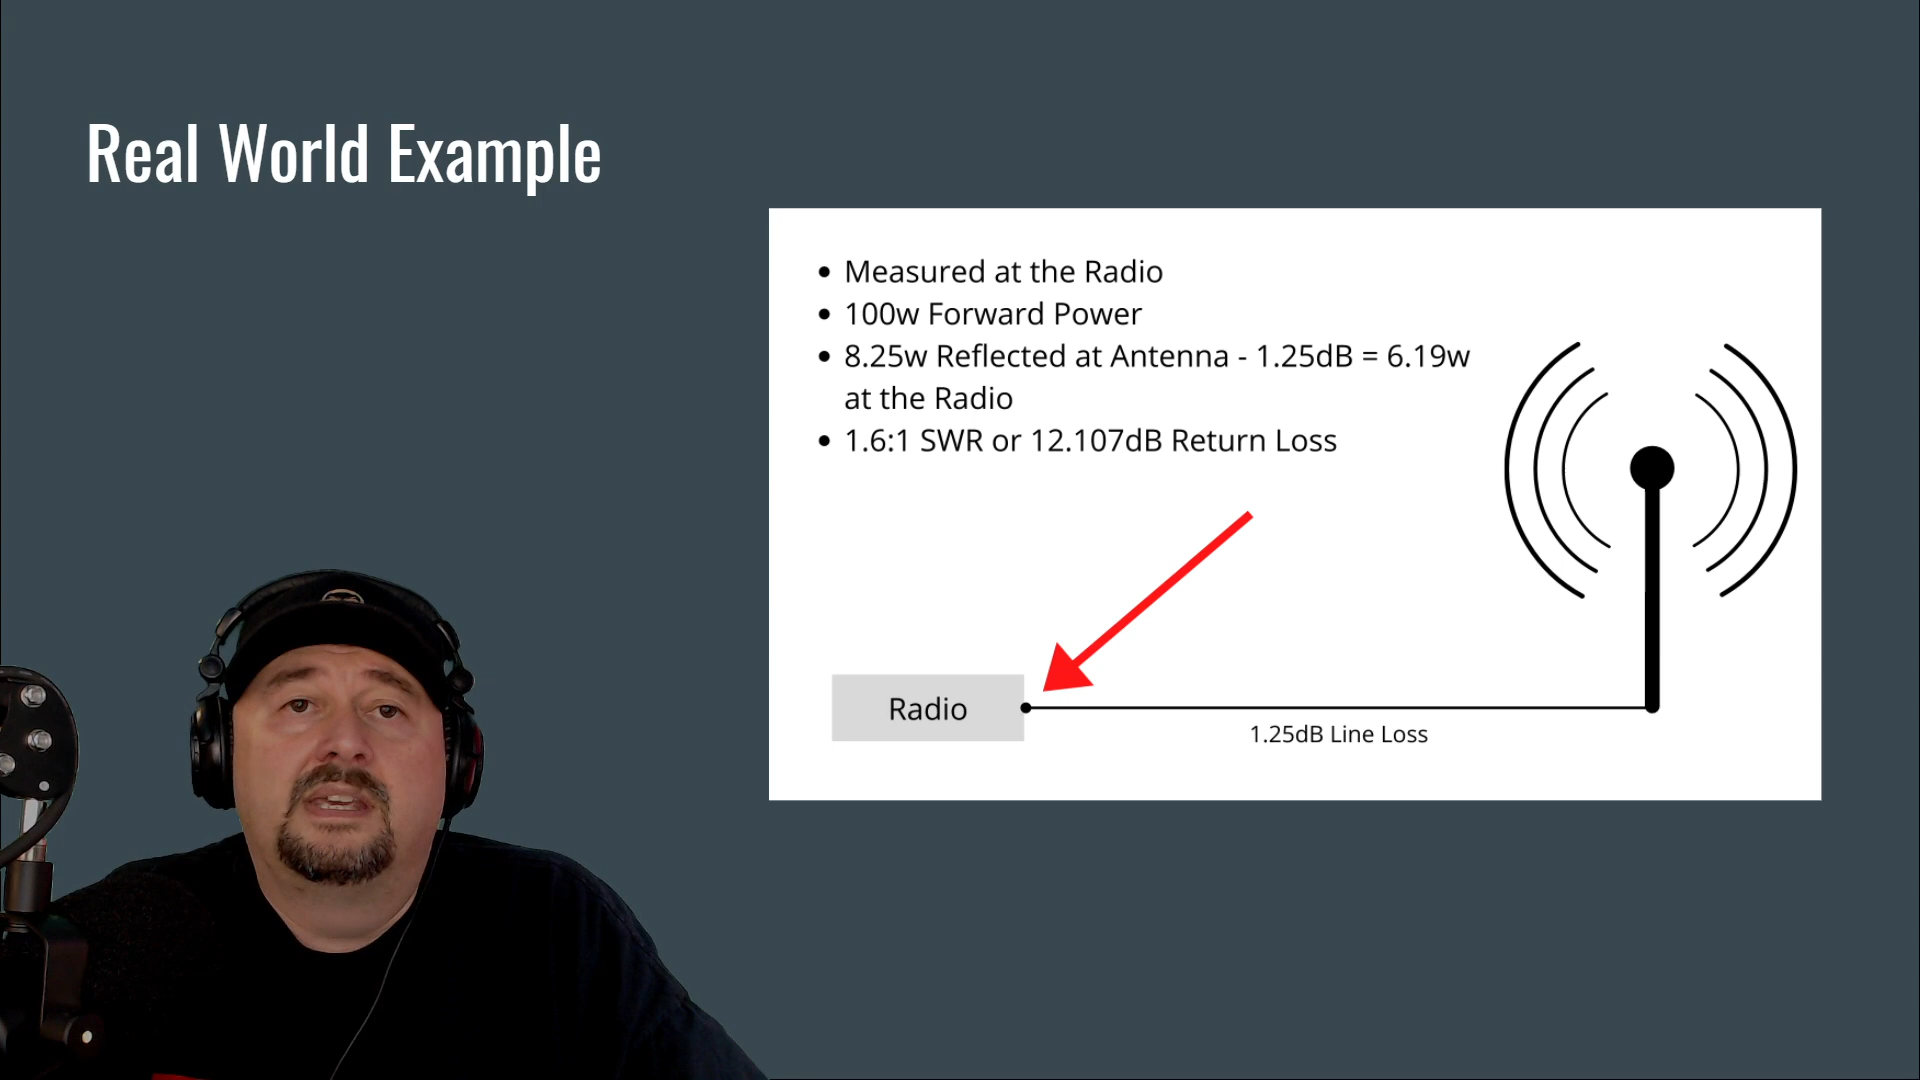 Real World Example
• Measured at the Radio
• 100w Forward Power
• 8.25w Reflected at Antenna - 1.25dB = 6.19w
at the Radio
• 1.6:1 SWR or 12.107dB Return Loss
Radio
1.25dB Line Loss